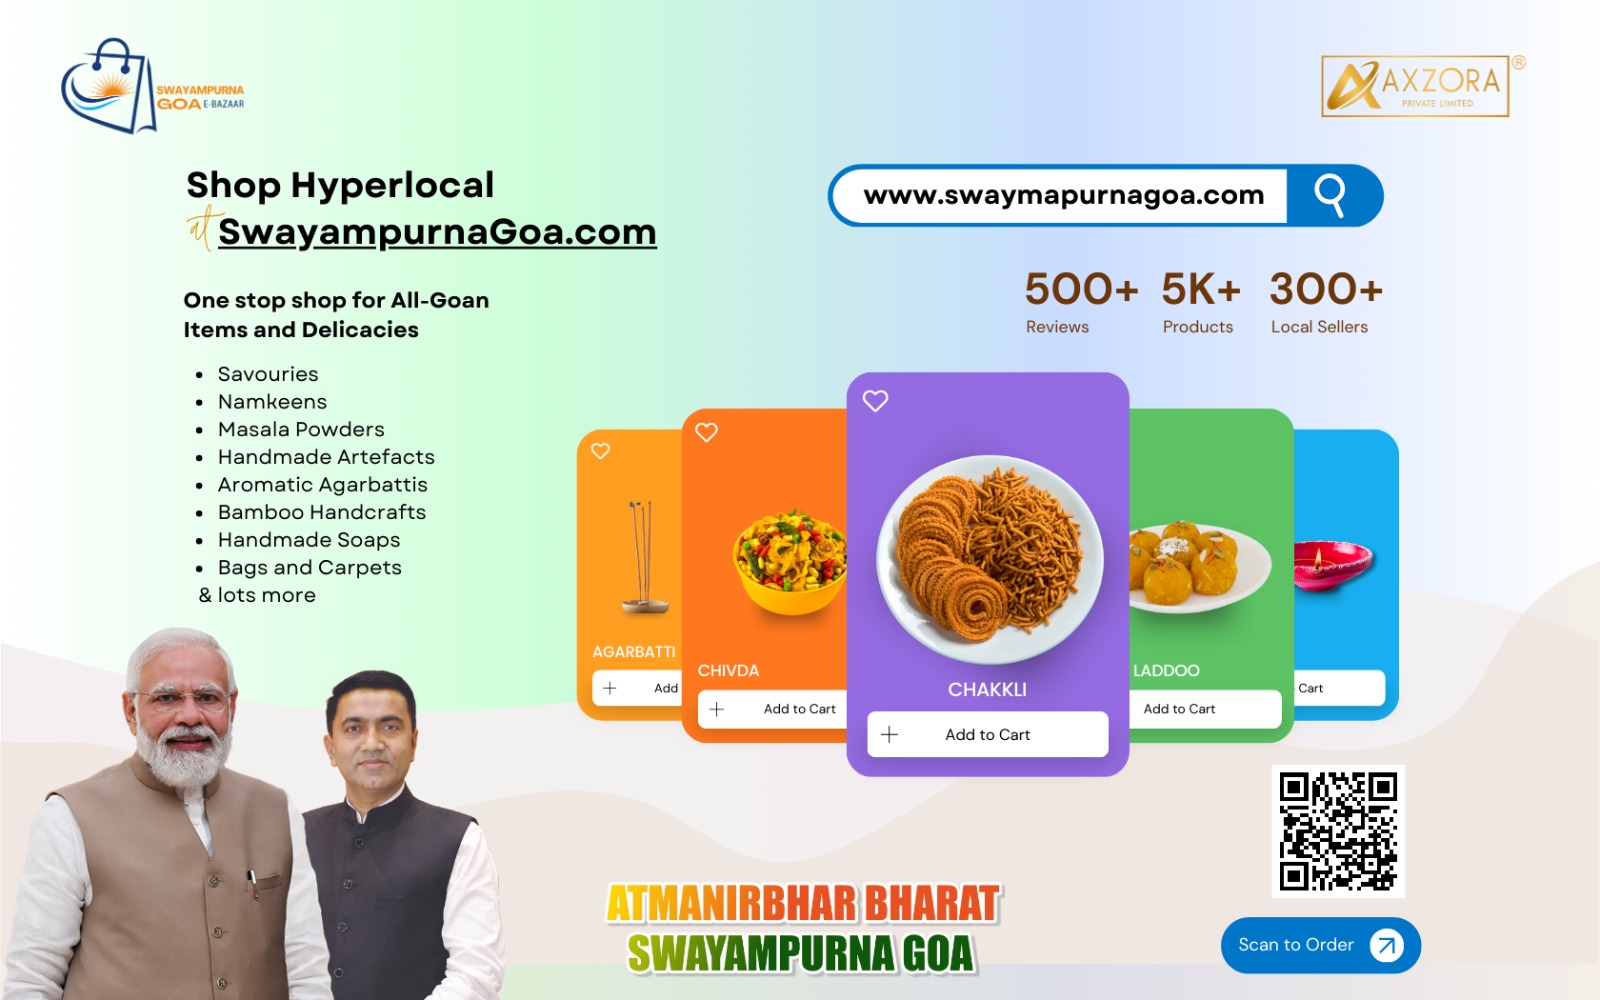 SWAYAMPURNA
GOA E-BAZAAR
AXZORA
PRIVATE LIMITED
®
Shop Hyperlocal
at SwayampurnaGoa.com
www.swaymapurnagoa.com
500+ 5K+ 300+
Reviews Products Local Sellers
One stop shop for All-Goan
Items and Delicacies
• Savouries
• Namkeens
• Masala Powders
• Handmade Artefacts
• Aromatic Agarbattis
• Bamboo Handcrafts
• Handmade Soaps
• Bags and Carpets
& lots more
AGARBATTI
+ Add
CHIVDA
+ Add to Cart
CHAKKLI
+ Add to Cart
LADDOO
Add to Cart
Cart
ATMANIRBHAR BHARAT
SWAYAMPURNA GOA
Scan to Order